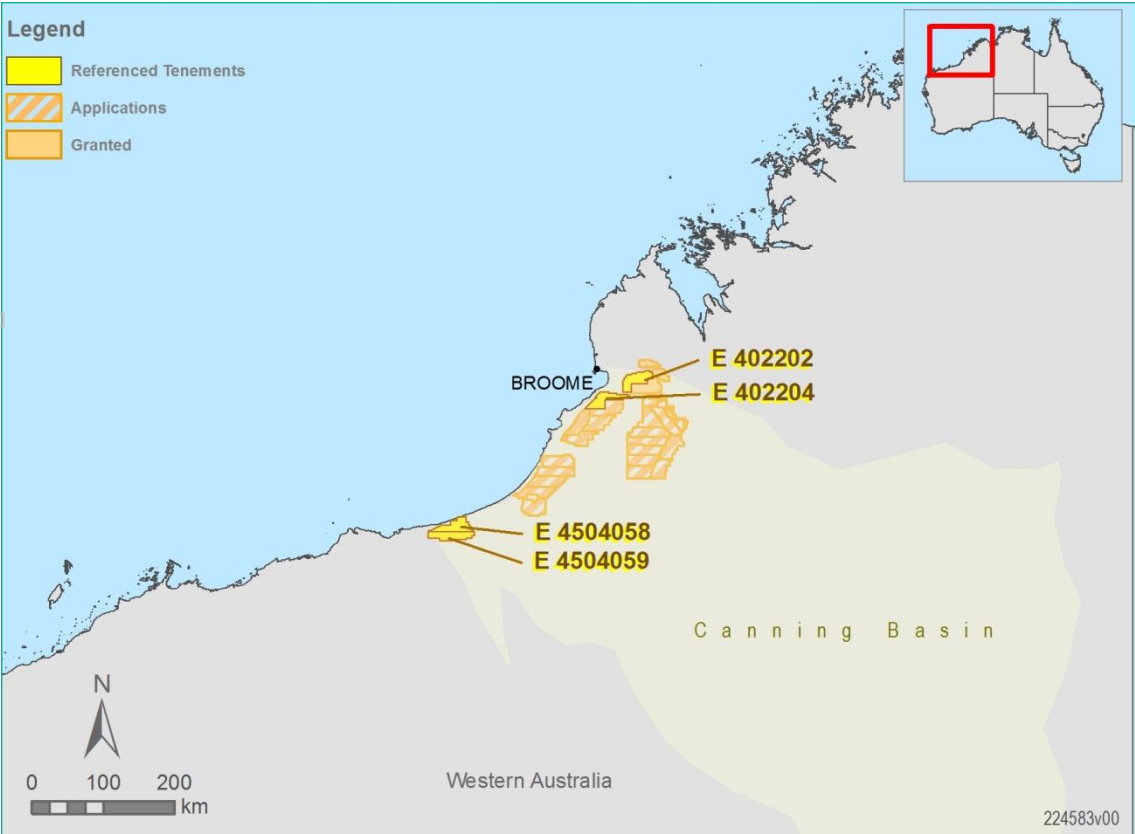 Legend
Referenced Tenements
Applications
Granted
E 402202
BROOME
E 402204
E 4504058
E 4504059
Canning Basin
N
0 100 200
km
Western Australia
224583v00